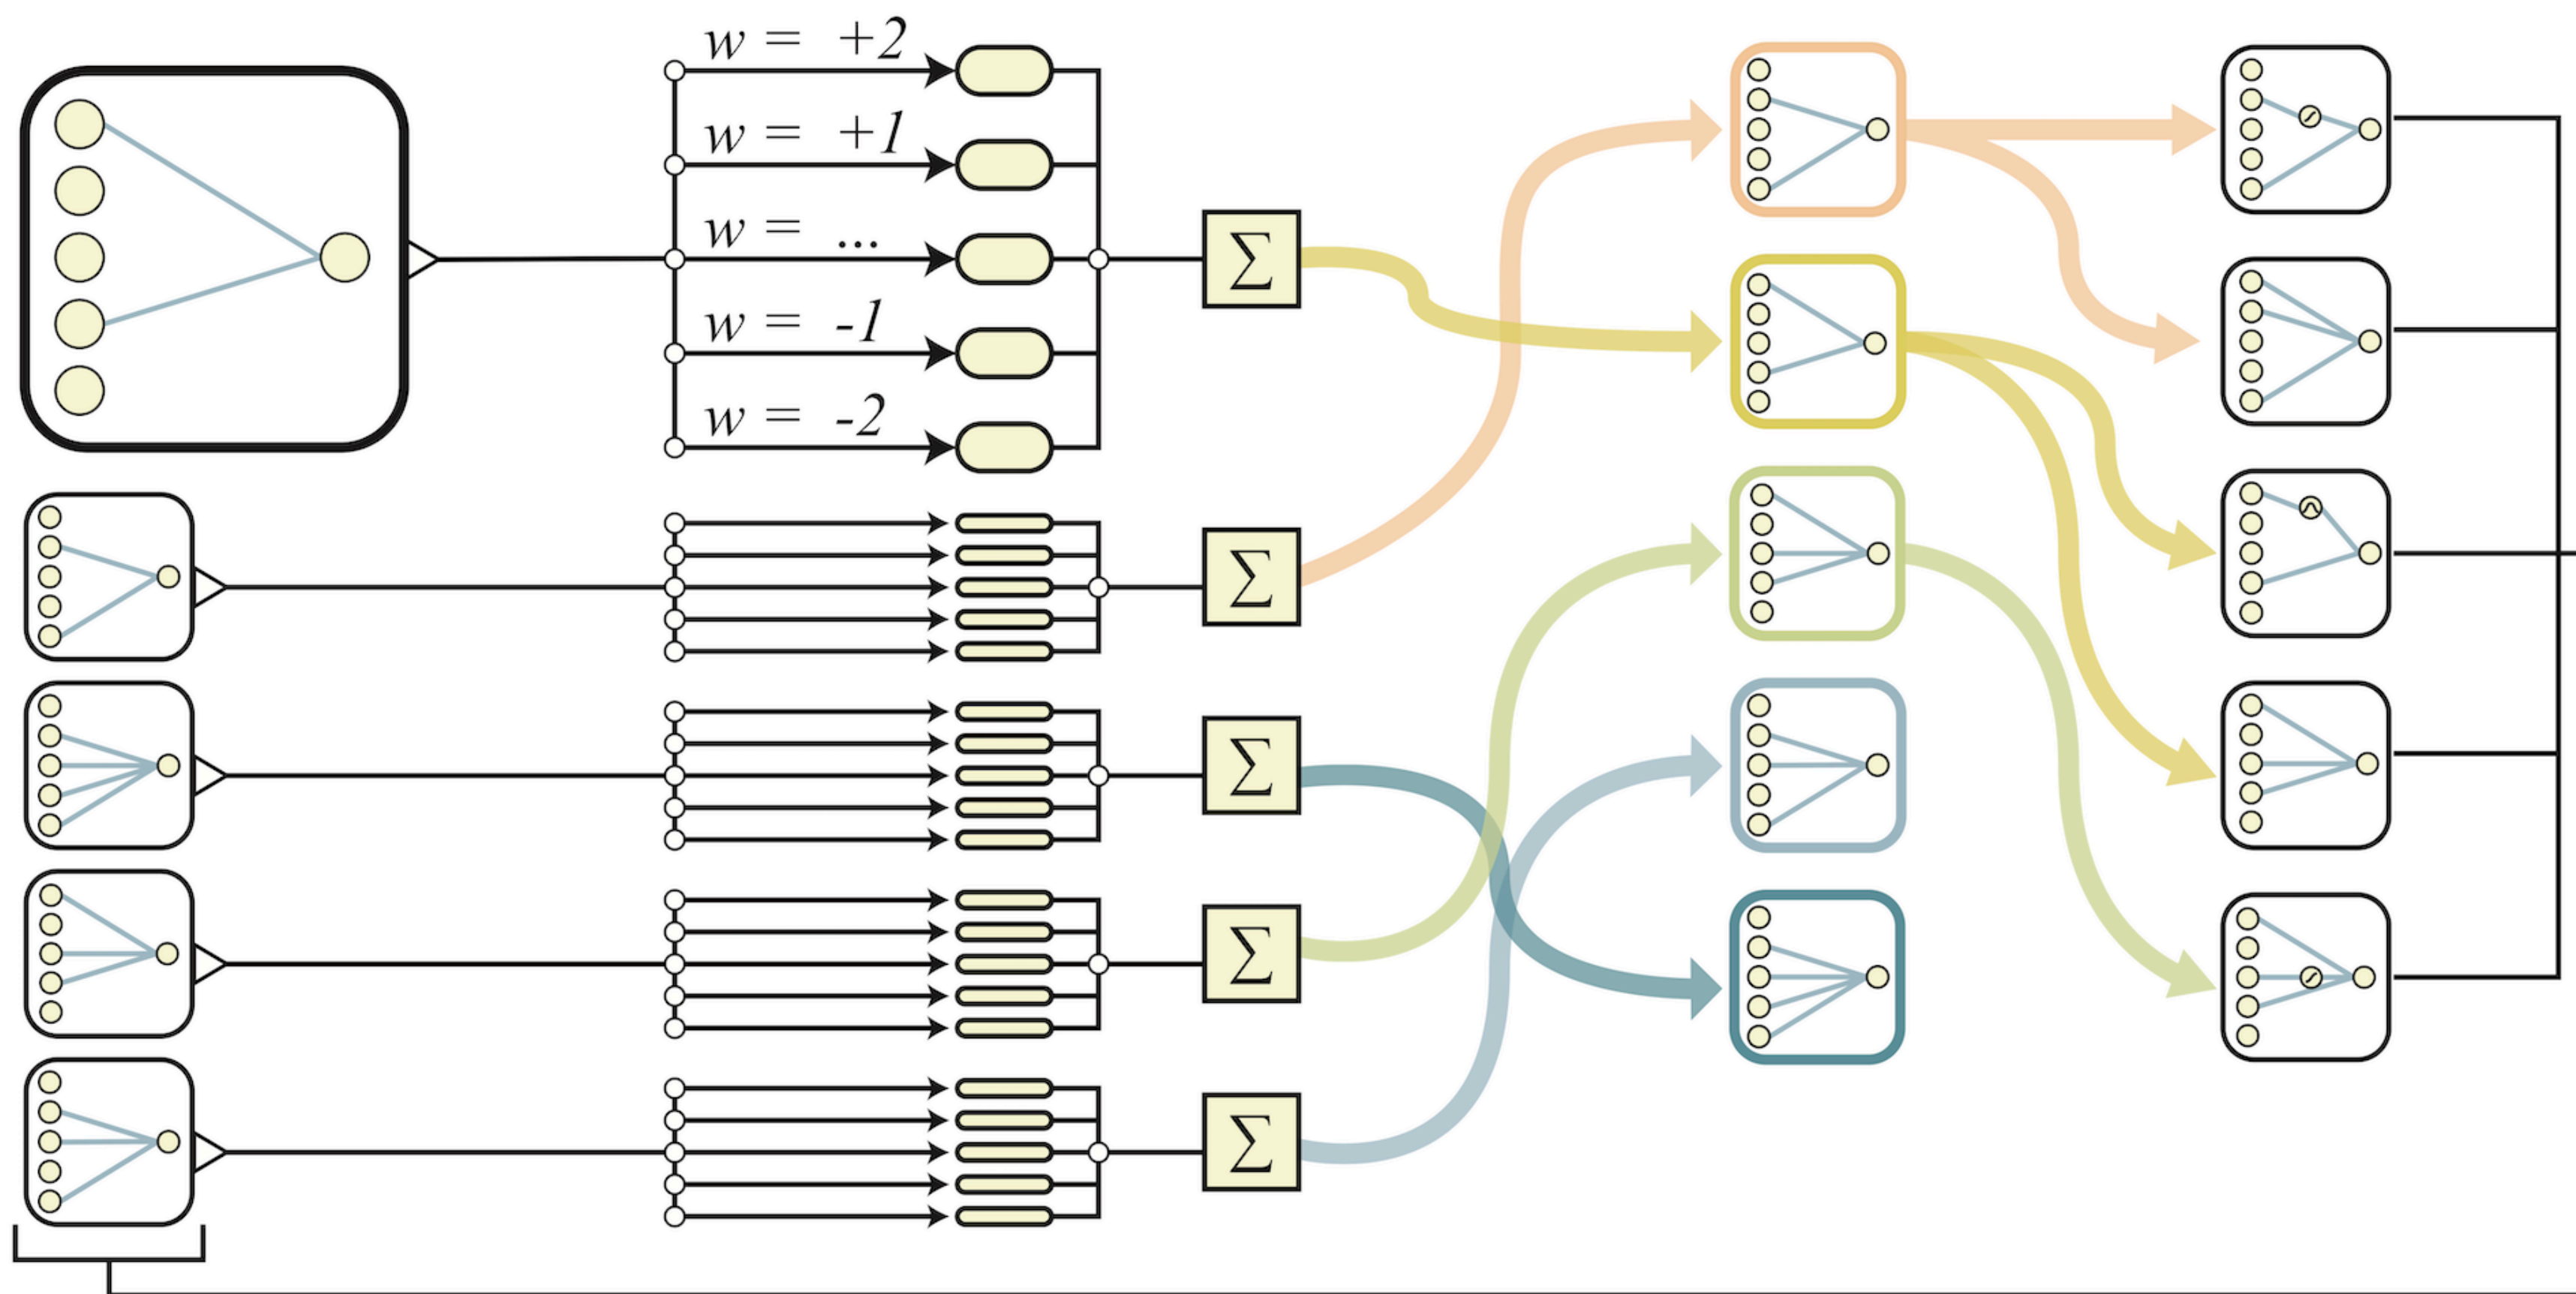 w = +2
w = +1
w = ...
w = -1
w = -2
Σ
Σ
Σ
Σ
Σ